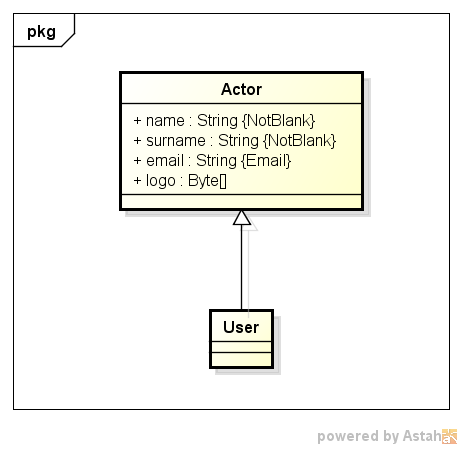 pkg
Actor
+ name : String {NotBlank}
+ surname : String {NotBlank}
+ email : String {Email}
+ logo : Byte[]
User
powered by Astah